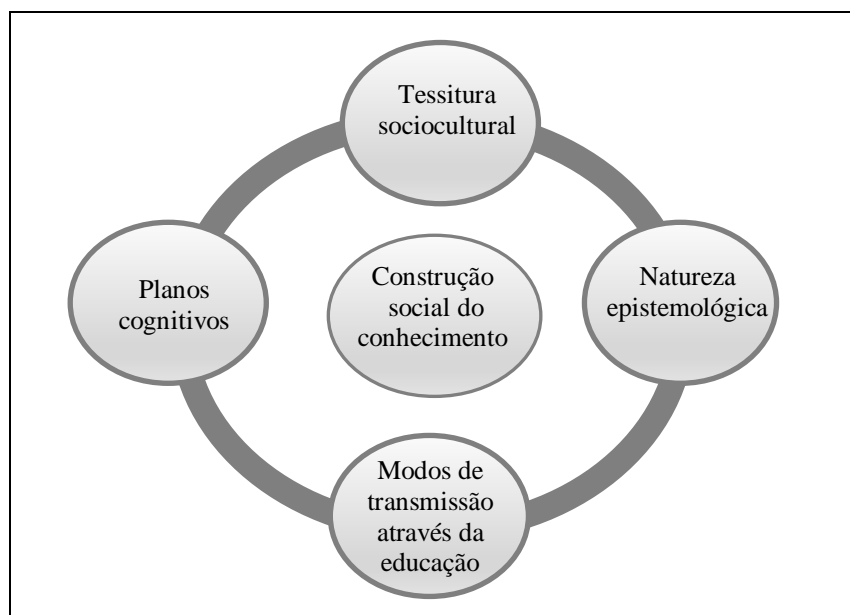 Tessitura
sociocultural
Planos
cognitivos
Construção
social do
conhecimento
Natureza
epistemológica
Modos de
transmissão
através da
educação